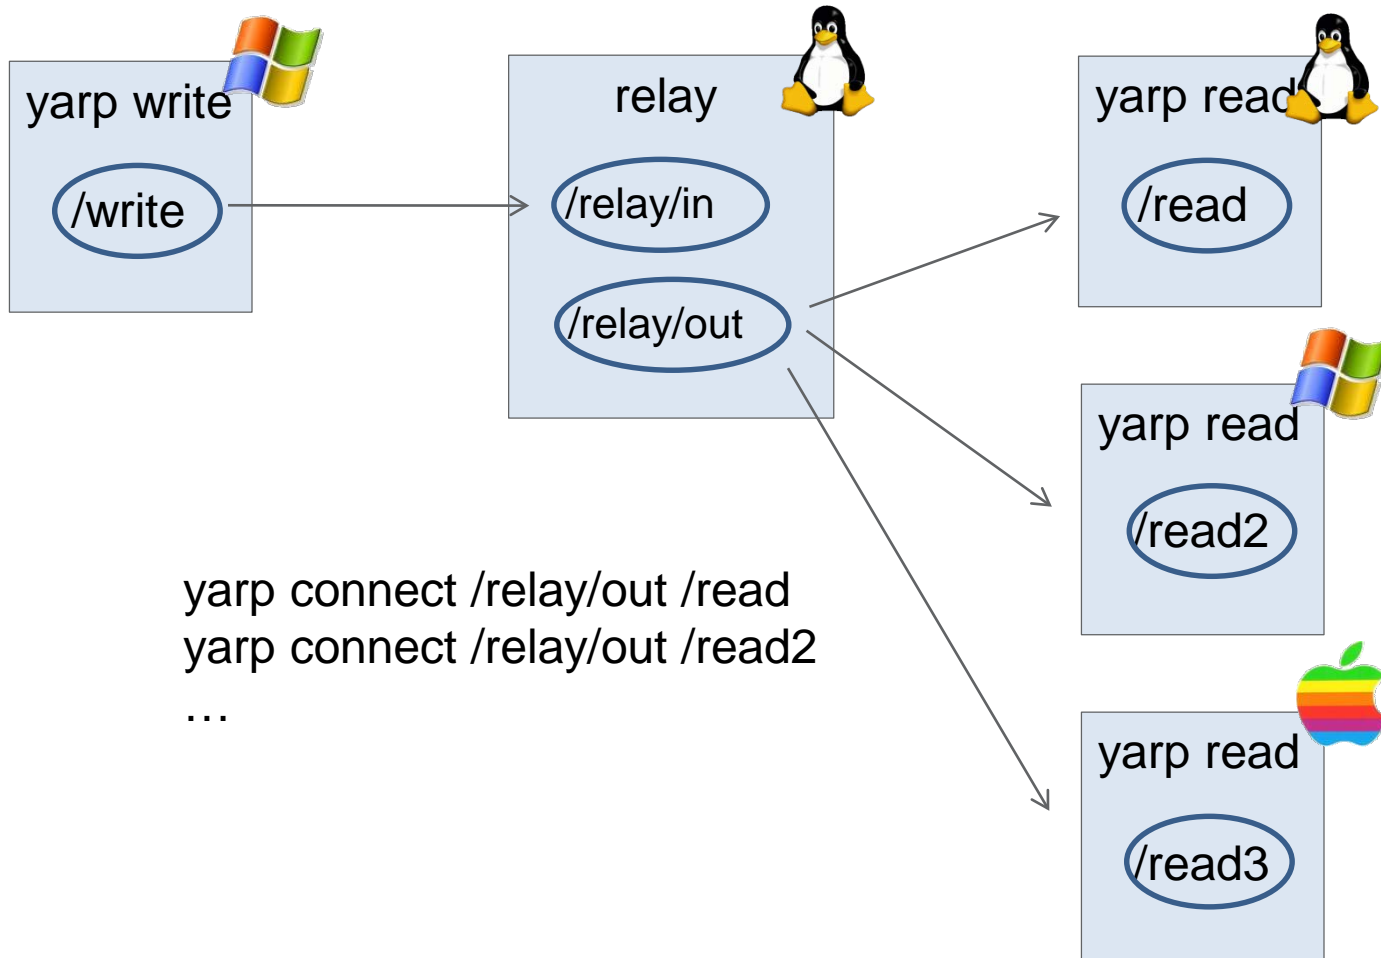 yarp write
/write
relay
/relay/in
/relay/out
yarp read
/read
yarp read
/read2
yarp read
/read3
yarp connect /relay/out /read
yarp connect /relay/out /read2
…